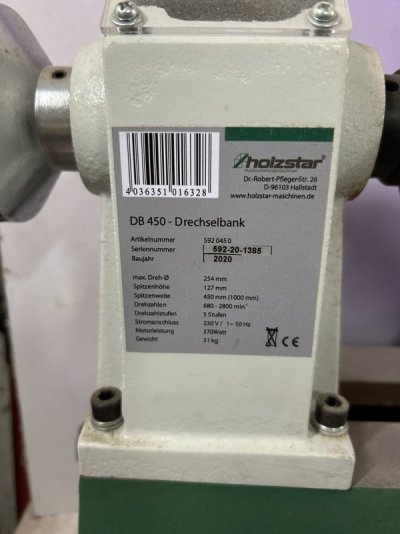 holzstar®
Dr.-Robert-Pfleger-Str. 26
D-96103 Hallstadt
www.holzstar-maschinen.de
4 036351 016328
DB 450 - Drechselbank
Artikelnummer 592 0450
Seriennummer 592-20-1385
Baujahr 2020
max. Dreh-Ø 254 mm
Spitzenhöhe 127 mm
Spitzenweite 450 mm (1000 mm)
Drehzahlen 680 - 2800 min⁻¹
Drehzahlstufen 5 Stufen
Stromanschluss 230 V / 1~ 50 Hz
Motorleistung 370Watt
Gewicht 31 kg
CE